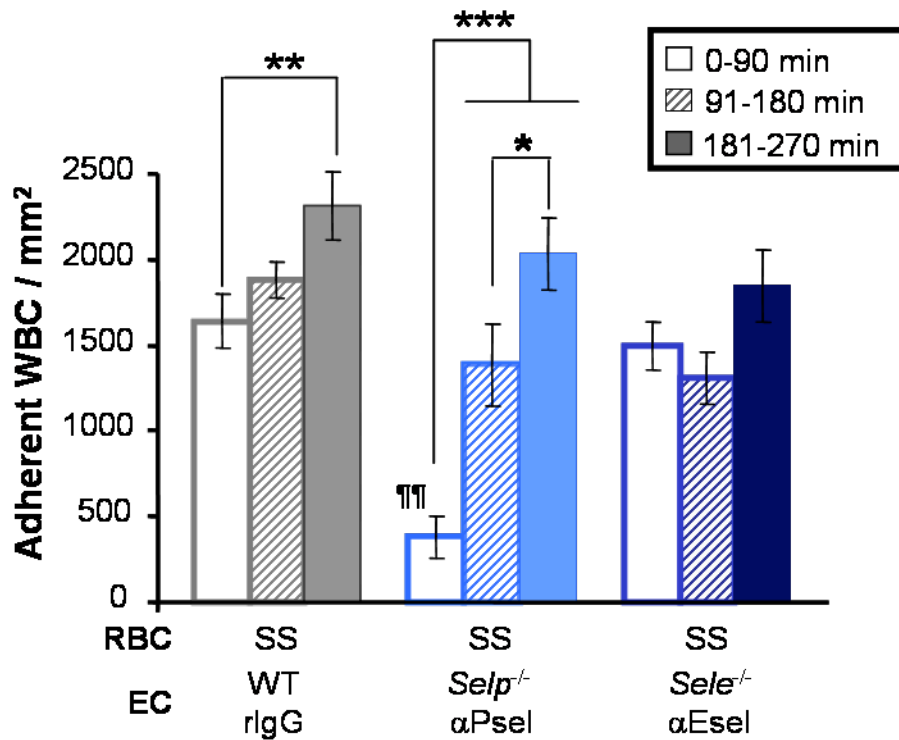 ***
**
*
0-90 min
91-180 min
181-270 min
Adherent WBC / mm²
2500
2000
1500
1000
500
0
¶¶
RBC SS SS SS
EC WT Selp-/- Sele-/-
rIgG αPsel αEsel